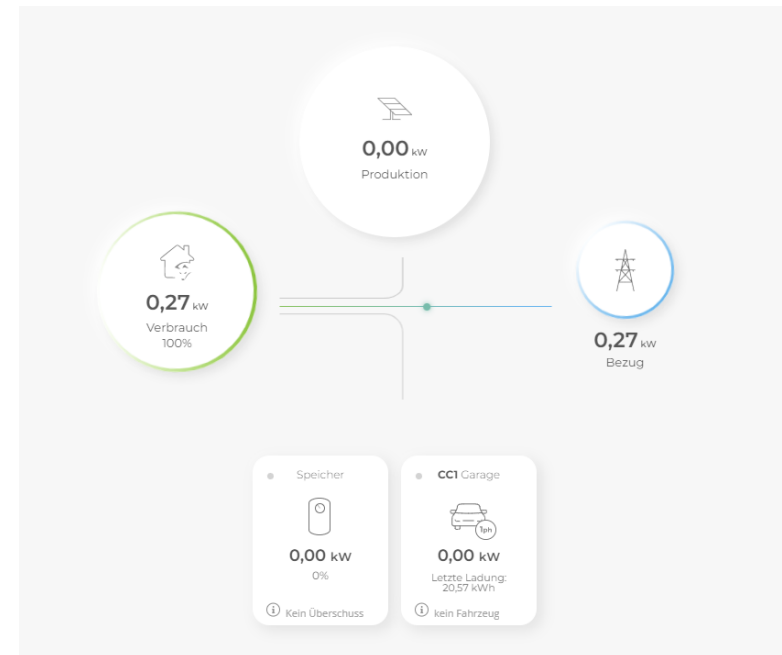 0,00 kW
Produktion
0,27 kW
Verbrauch
100%
0,27 kW
Bezug
Speicher
0,00 kW
0%
Kein Überschuss
CC1 Garage
1ph
0,00 kW
Letzte Ladung:
20,57 kWh
kein Fahrzeug